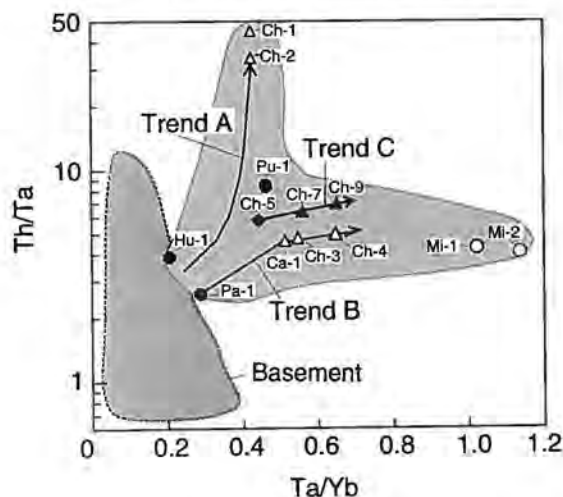 50
Ch-1
Ch-2
Trend A
Pu-1
Trend C
10
Ch-5
Ch-7
Ch-9
Th/Ta
Hu-1
Mi-1
Mi-2
Ca-1
Ch-3
Ch-4
Pa-1
Trend B
Basement
1
0
0.2
0.4
0.6
0.8
1.0
1.2
Ta/Yb